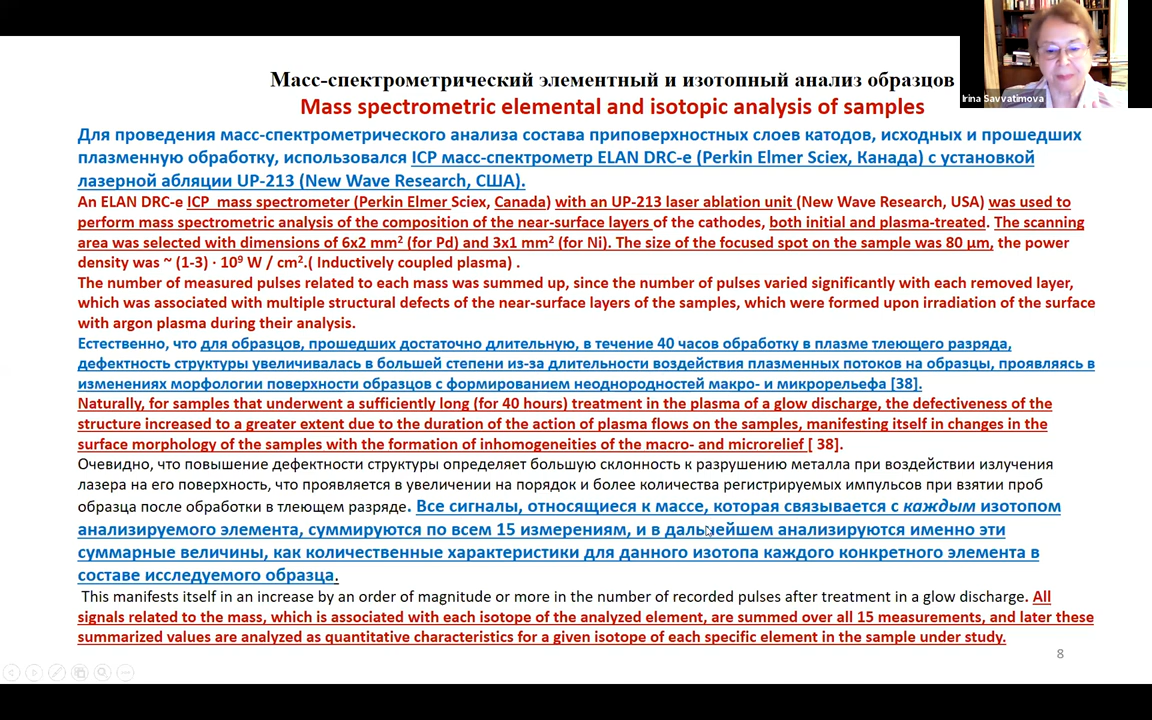 Масс-спектрометрический элементный и изотопный анализ образцов
Mass spectrometric elemental and isotopic analysis of samples
Irina Savvatimova
Для проведения масс-спектрометрического анализа состава приповерхностных слоев катодов, исходных и прошедших
плазменную обработку, использовался ICP масс-спектрометр ELAN DRC-e (Perkin Elmer Sciex, Канада) с установкой
лазерной абляции UP-213 (New Wave Research, США).
An ELAN DRC-e ICP mass spectrometer (Perkin Elmer Sciex, Canada) with an UP-213 laser ablation unit (New Wave Research, USA) was used to
perform mass spectrometric analysis of the composition of the near-surface layers of the cathodes, both initial and plasma-treated. The scanning
area was selected with dimensions of 6x2 mm² (for Pd) and 3x1 mm² (for Ni). The size of the focused spot on the sample was 80 μm, the power
density was ~ (1-3) · 10⁹ W / cm².( Inductively coupled plasma) .
The number of measured pulses related to each mass was summed up, since the number of pulses varied significantly with each removed layer,
which was associated with multiple structural defects of the near-surface layers of the samples, which were formed upon irradiation of the surface
with argon plasma during their analysis.
Естественно, что для образцов, прошедших достаточно длительную, в течение 40 часов обработку в плазме тлеющего разряда,
дефектность структуры увеличивалась в большей степени из-за длительности воздействия плазменных потоков на образцы, проявляясь в
изменениях морфологии поверхности образцов с формированием неоднородностей макро- и микрорельефа [38].
Naturally, for samples that underwent a sufficiently long (for 40 hours) treatment in the plasma of a glow discharge, the defectiveness of the
structure increased to a greater extent due to the duration of the action of plasma flows on the samples, manifesting itself in changes in the
surface morphology of the samples with the formation of inhomogeneities of the macro- and microrelief [ 38].
Очевидно, что повышение дефектности структуры определяет большую склонность к разрушению металла при воздействии излучения
лазера на его поверхность, что проявляется в увеличении на порядок и более количества регистрируемых импульсов при взятии проб
образца после обработки в тлеющем разряде. Все сигналы, относящиеся к массе, которая связывается с каждым изотопом
анализируемого элемента, суммируются по всем 15 измерениям, и в дальнейшем анализируются именно эти
суммарные величины, как количественные характеристики для данного изотопа каждого конкретного элемента в
составе исследуемого образца.
This manifests itself in an increase by an order of magnitude or more in the number of recorded pulses after treatment in a glow discharge. All
signals related to the mass, which is associated with each isotope of the analyzed element, are summed over all 15 measurements, and later these
summarized values are analyzed as quantitative characteristics for a given isotope of each specific element in the sample under study.
8